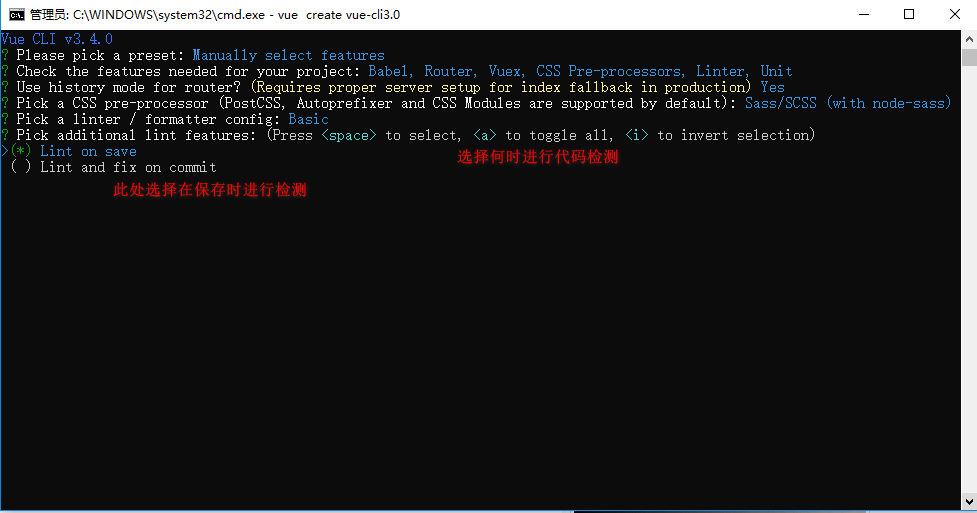 管理员: C:\WINDOWS\system32\cmd.exe - vue  create vue-cli3.0
Vue CLI v3.4.0
? Please pick a preset: Manually select features
? Check the features needed for your project: Babel, Router, Vuex, CSS Pre-processors, Linter, Unit
? Use history mode for router? (Requires proper server setup for index fallback in production) Yes
? Pick a CSS pre-processor (PostCSS, Autoprefixer and CSS Modules are supported by default): Sass/SCSS (with node-sass)
? Pick a linter / formatter config: Basic
? Pick additional lint features: (Press <space> to select, <a> to toggle all, <i> to invert selection)
>(*) Lint on save
选择何时进行代码检测
( ) Lint and fix on commit
此处选择在保存时进行检测